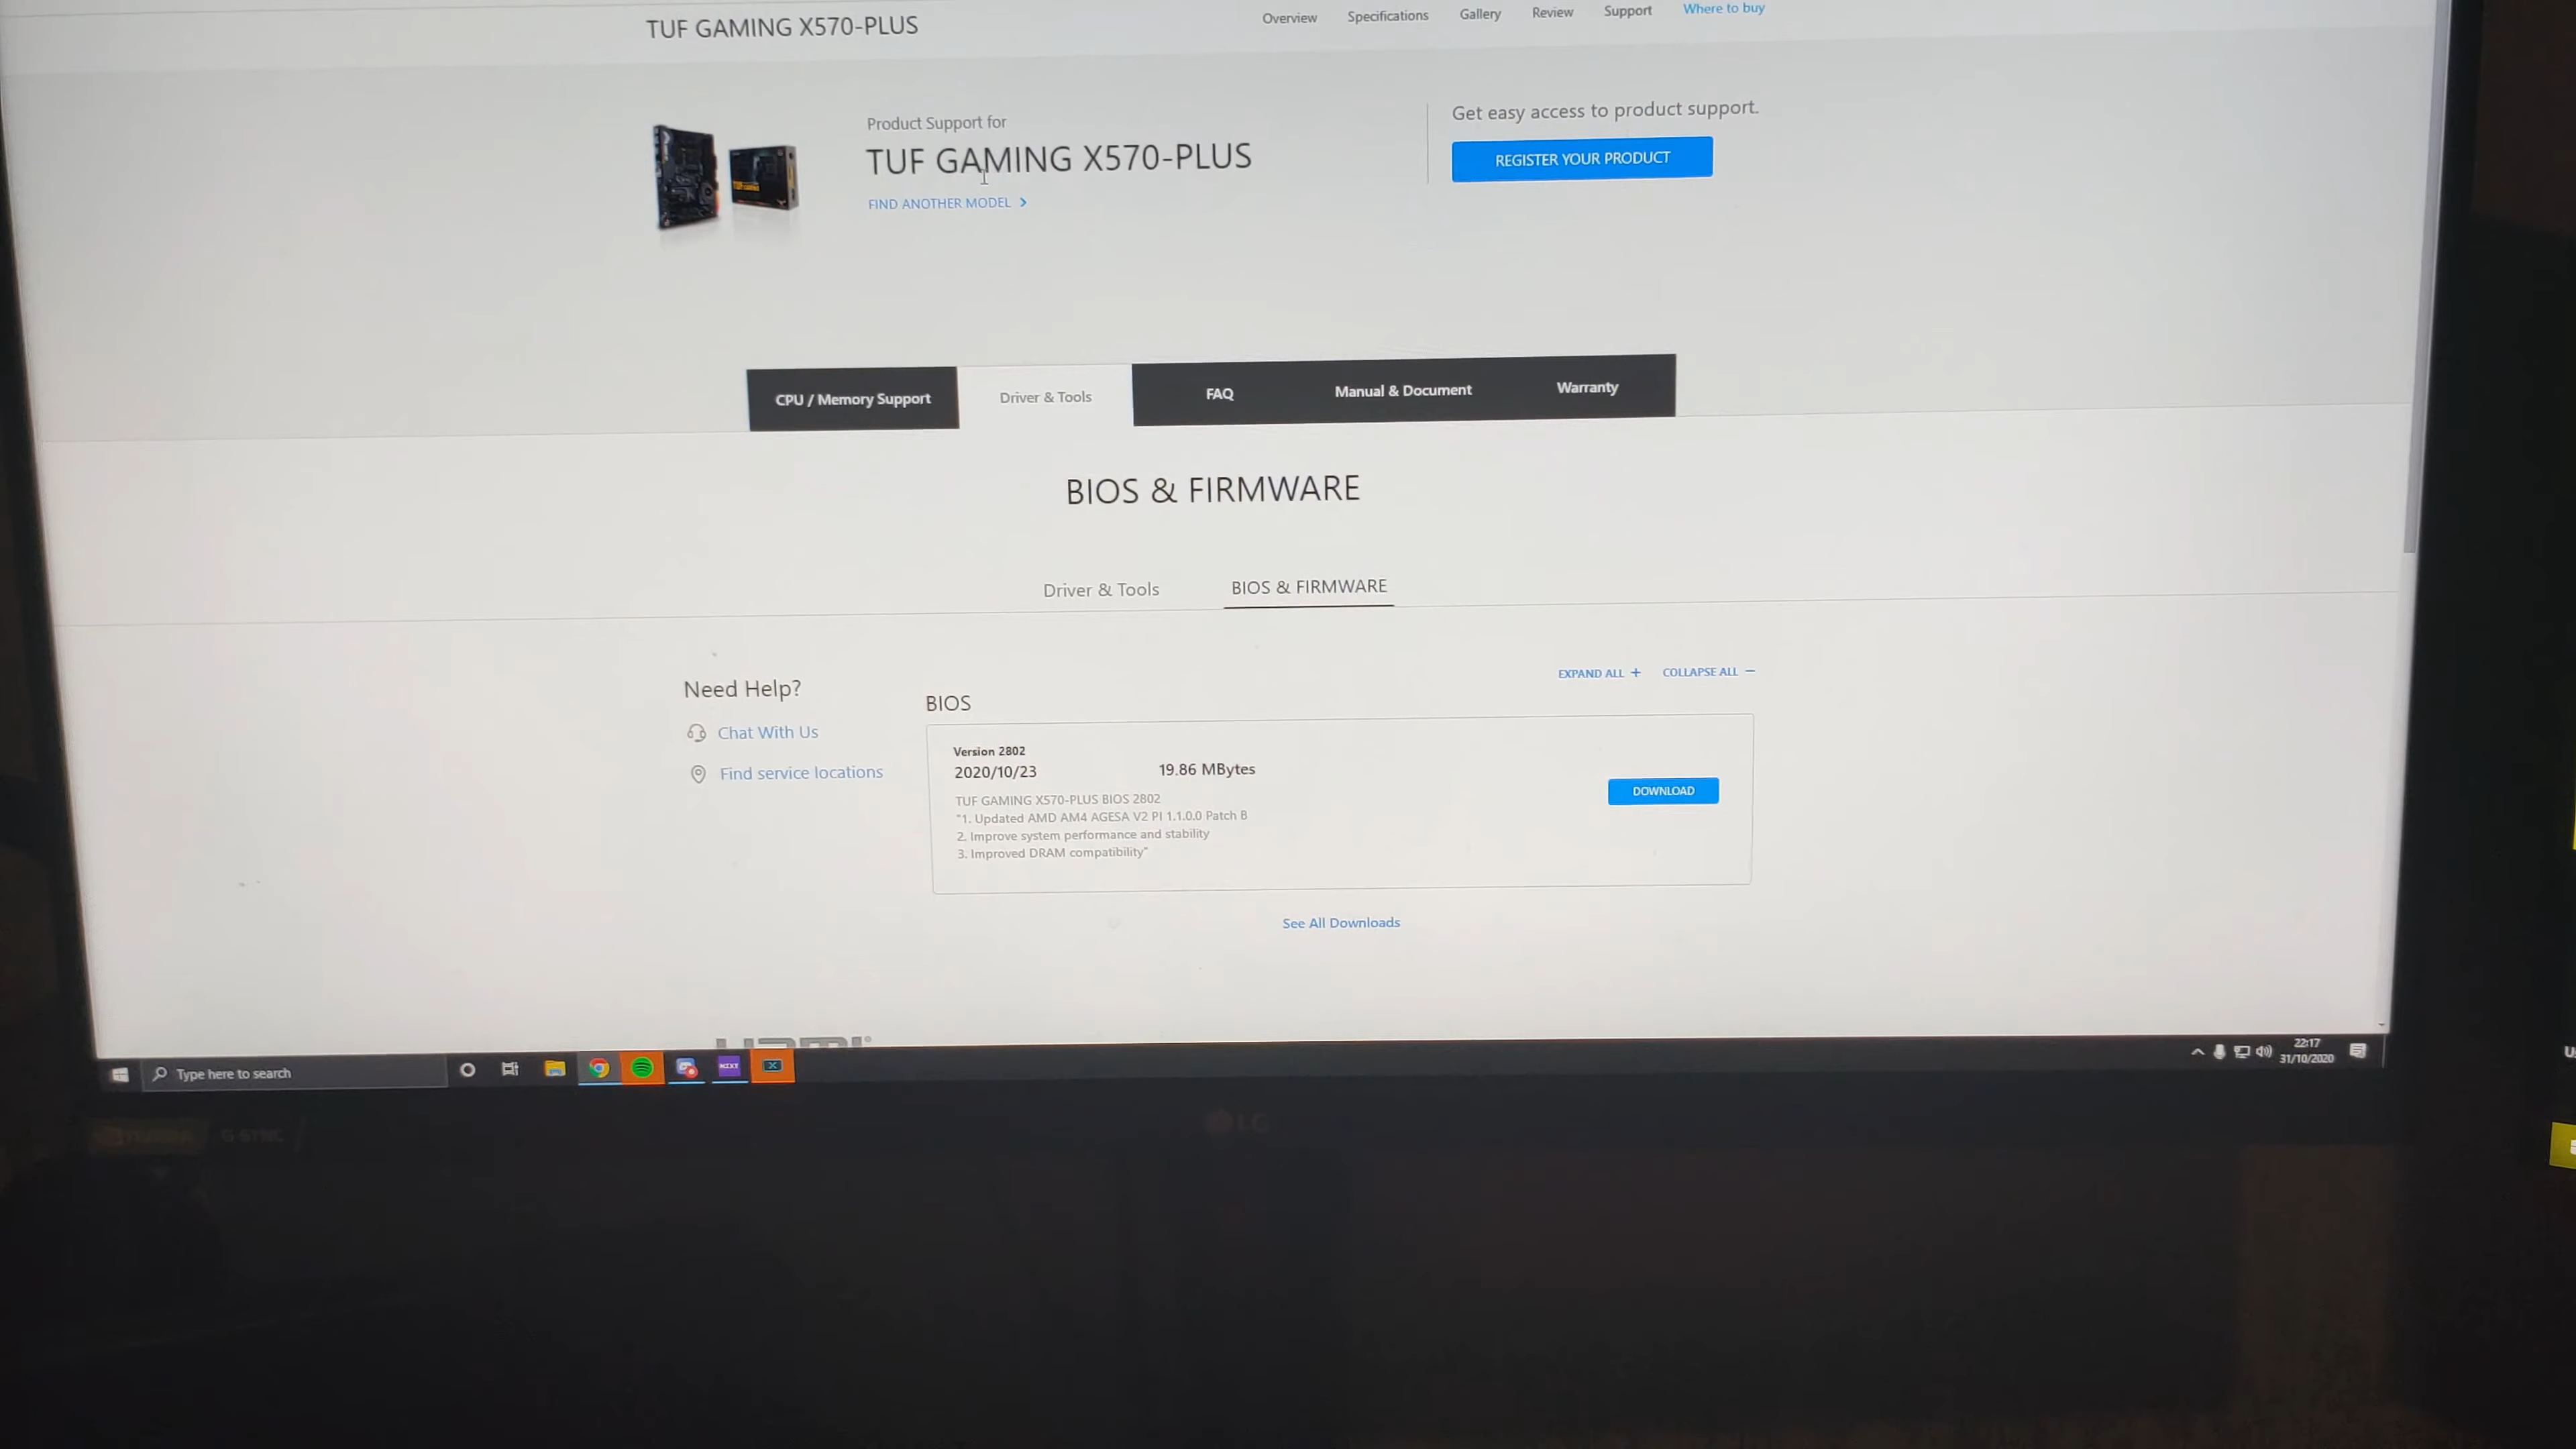 TUF GAMING X570-PLUS
Overview Specifications Gallery Review Support Where to buy
Product Support for
TUF GAMING X570-PLUS
FIND ANOTHER MODEL
Get easy access to product support.
REGISTER YOUR PRODUCT
CPU / Memory Support Driver & Tools FAQ Manual & Document Warranty
BIOS & FIRMWARE
Driver & Tools BIOS & FIRMWARE
EXPAND ALL + COLLAPSE ALL −
Need Help?
Chat With Us
Find service locations
BIOS
Version 2802
2020/10/23 19.86 MBytes
TUF GAMING X570-PLUS BIOS 2802
"1. Updated AMD AM4 AGESA V2 PI 1.1.0.0 Patch B
2. Improve system performance and stability
3. Improved DRAM compatibility"
DOWNLOAD
See All Downloads
Type here to search
NZXT
22:17
31/10/2020
G-SYNC
LG